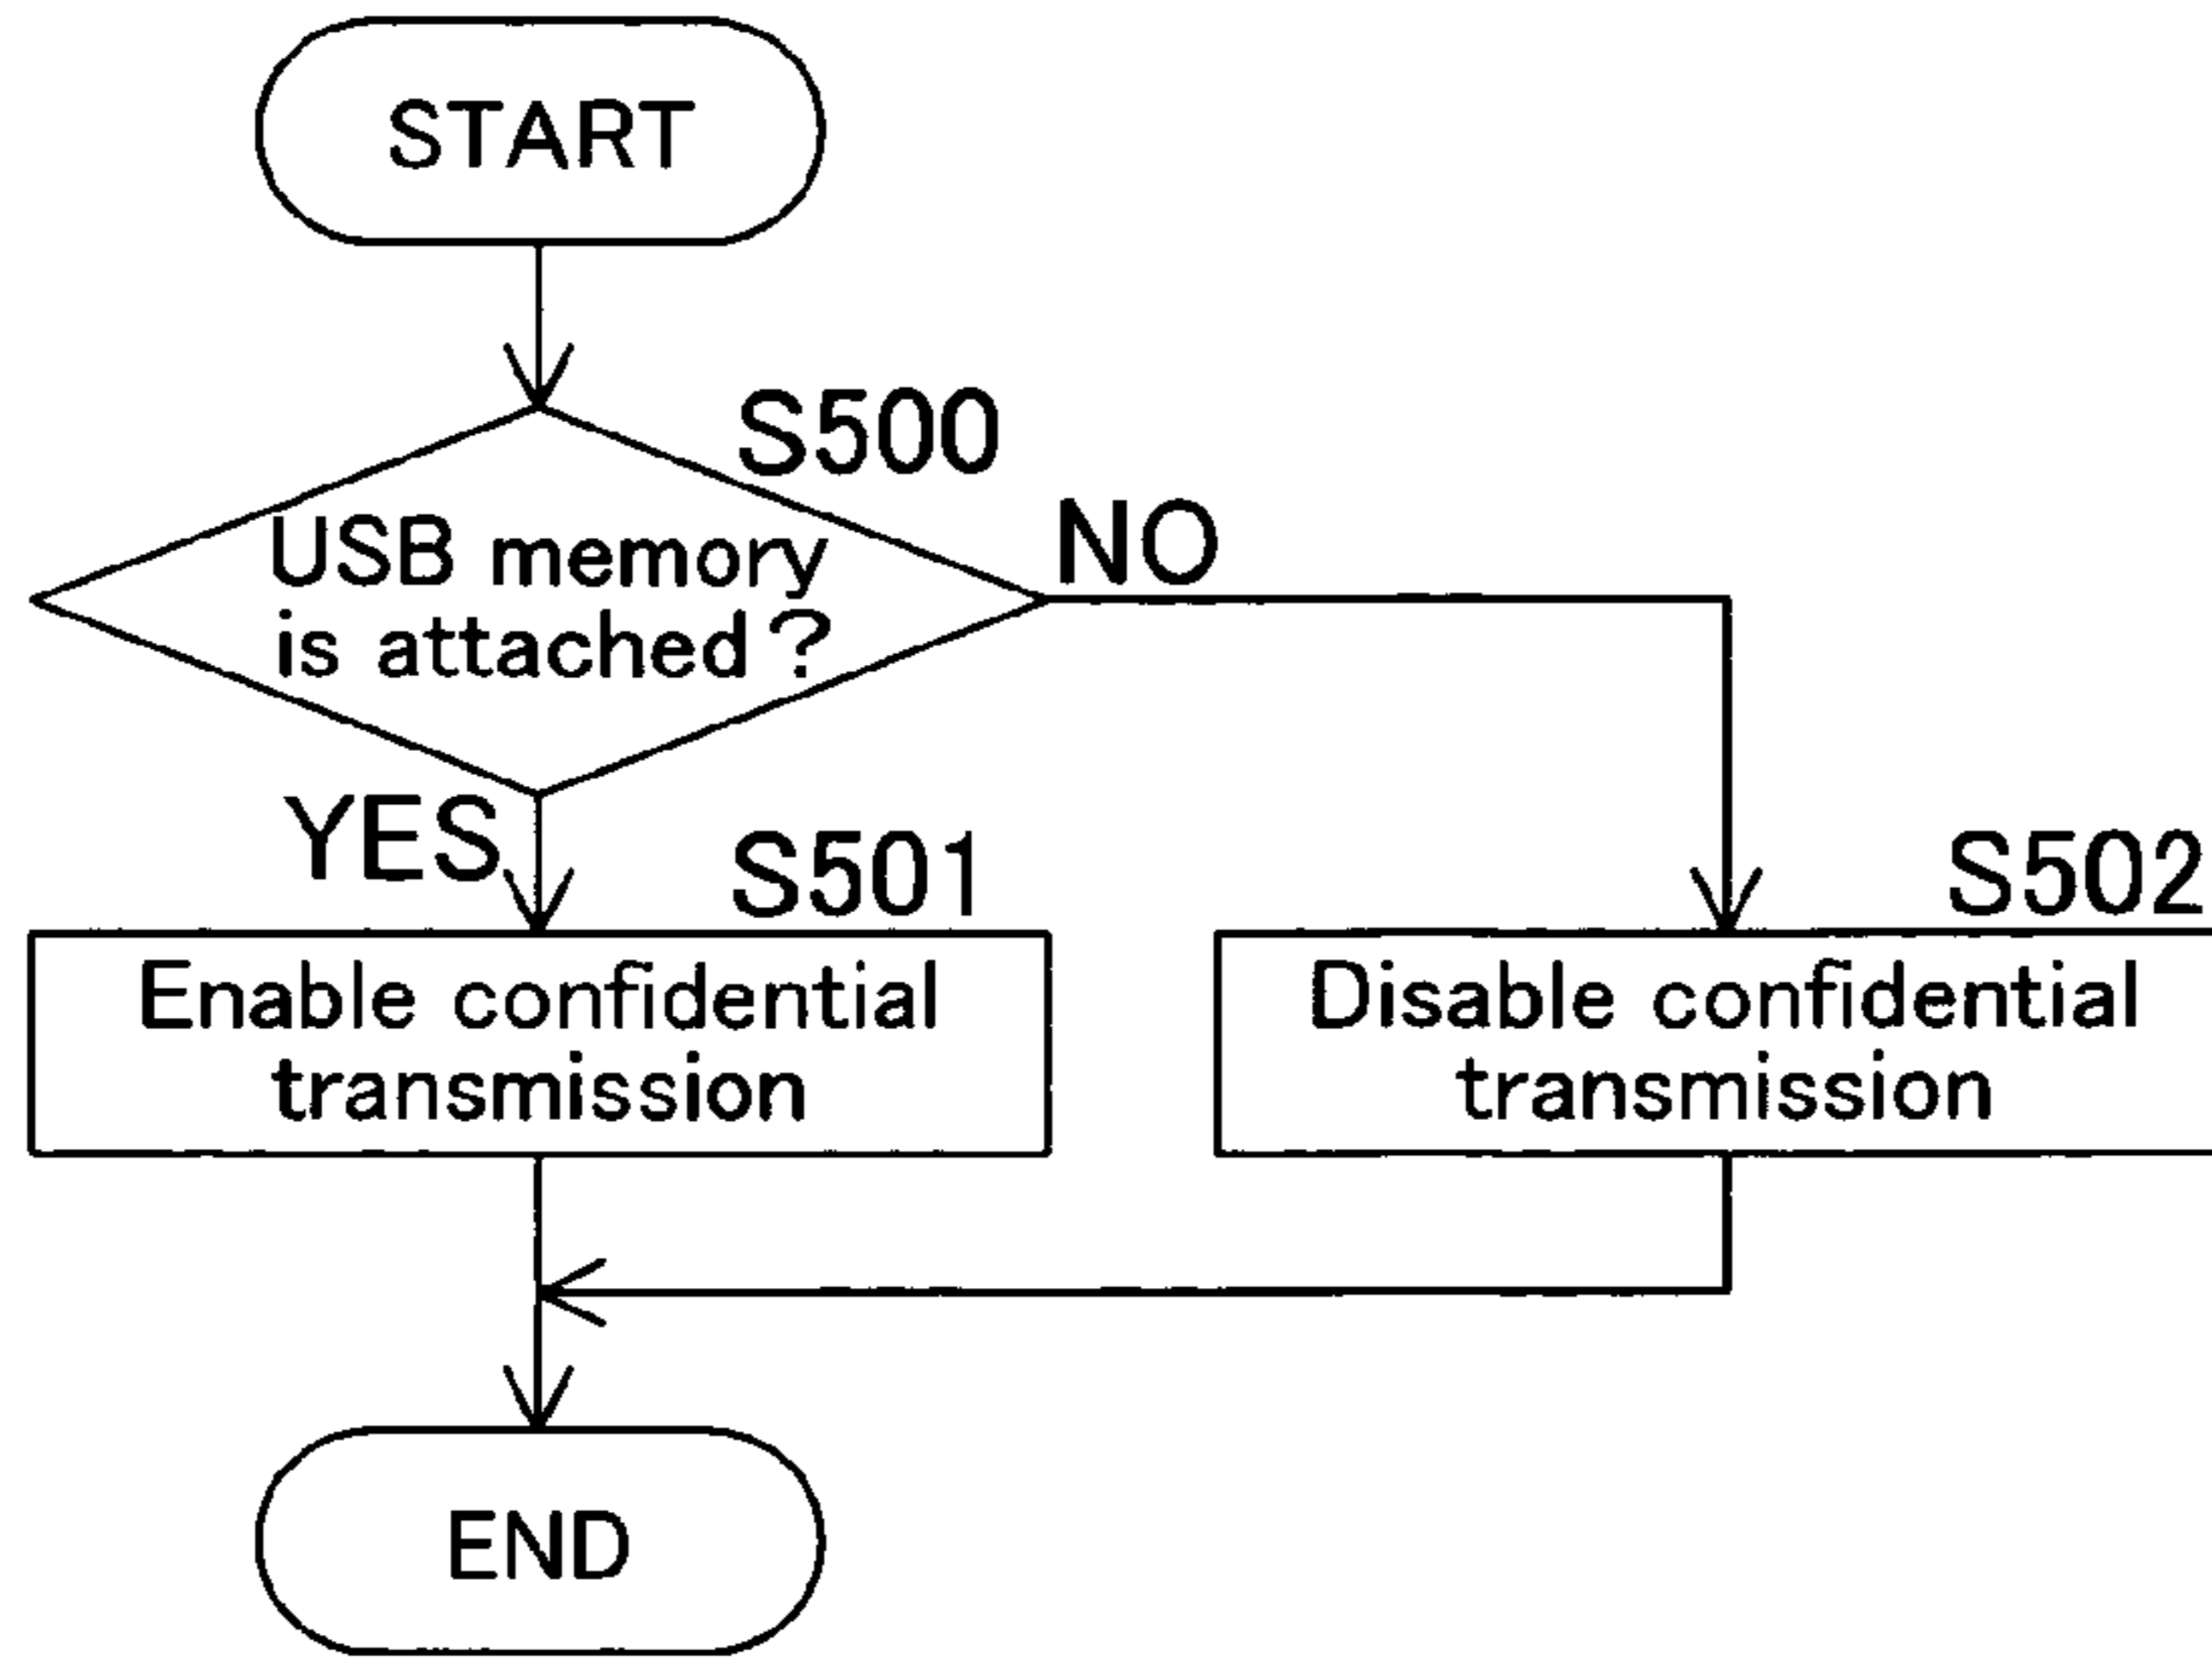 START
S500
NO
USB memory
is attached?
YES
S501
S502
Enable confidential
transmission
Disable confidential
transmission
END